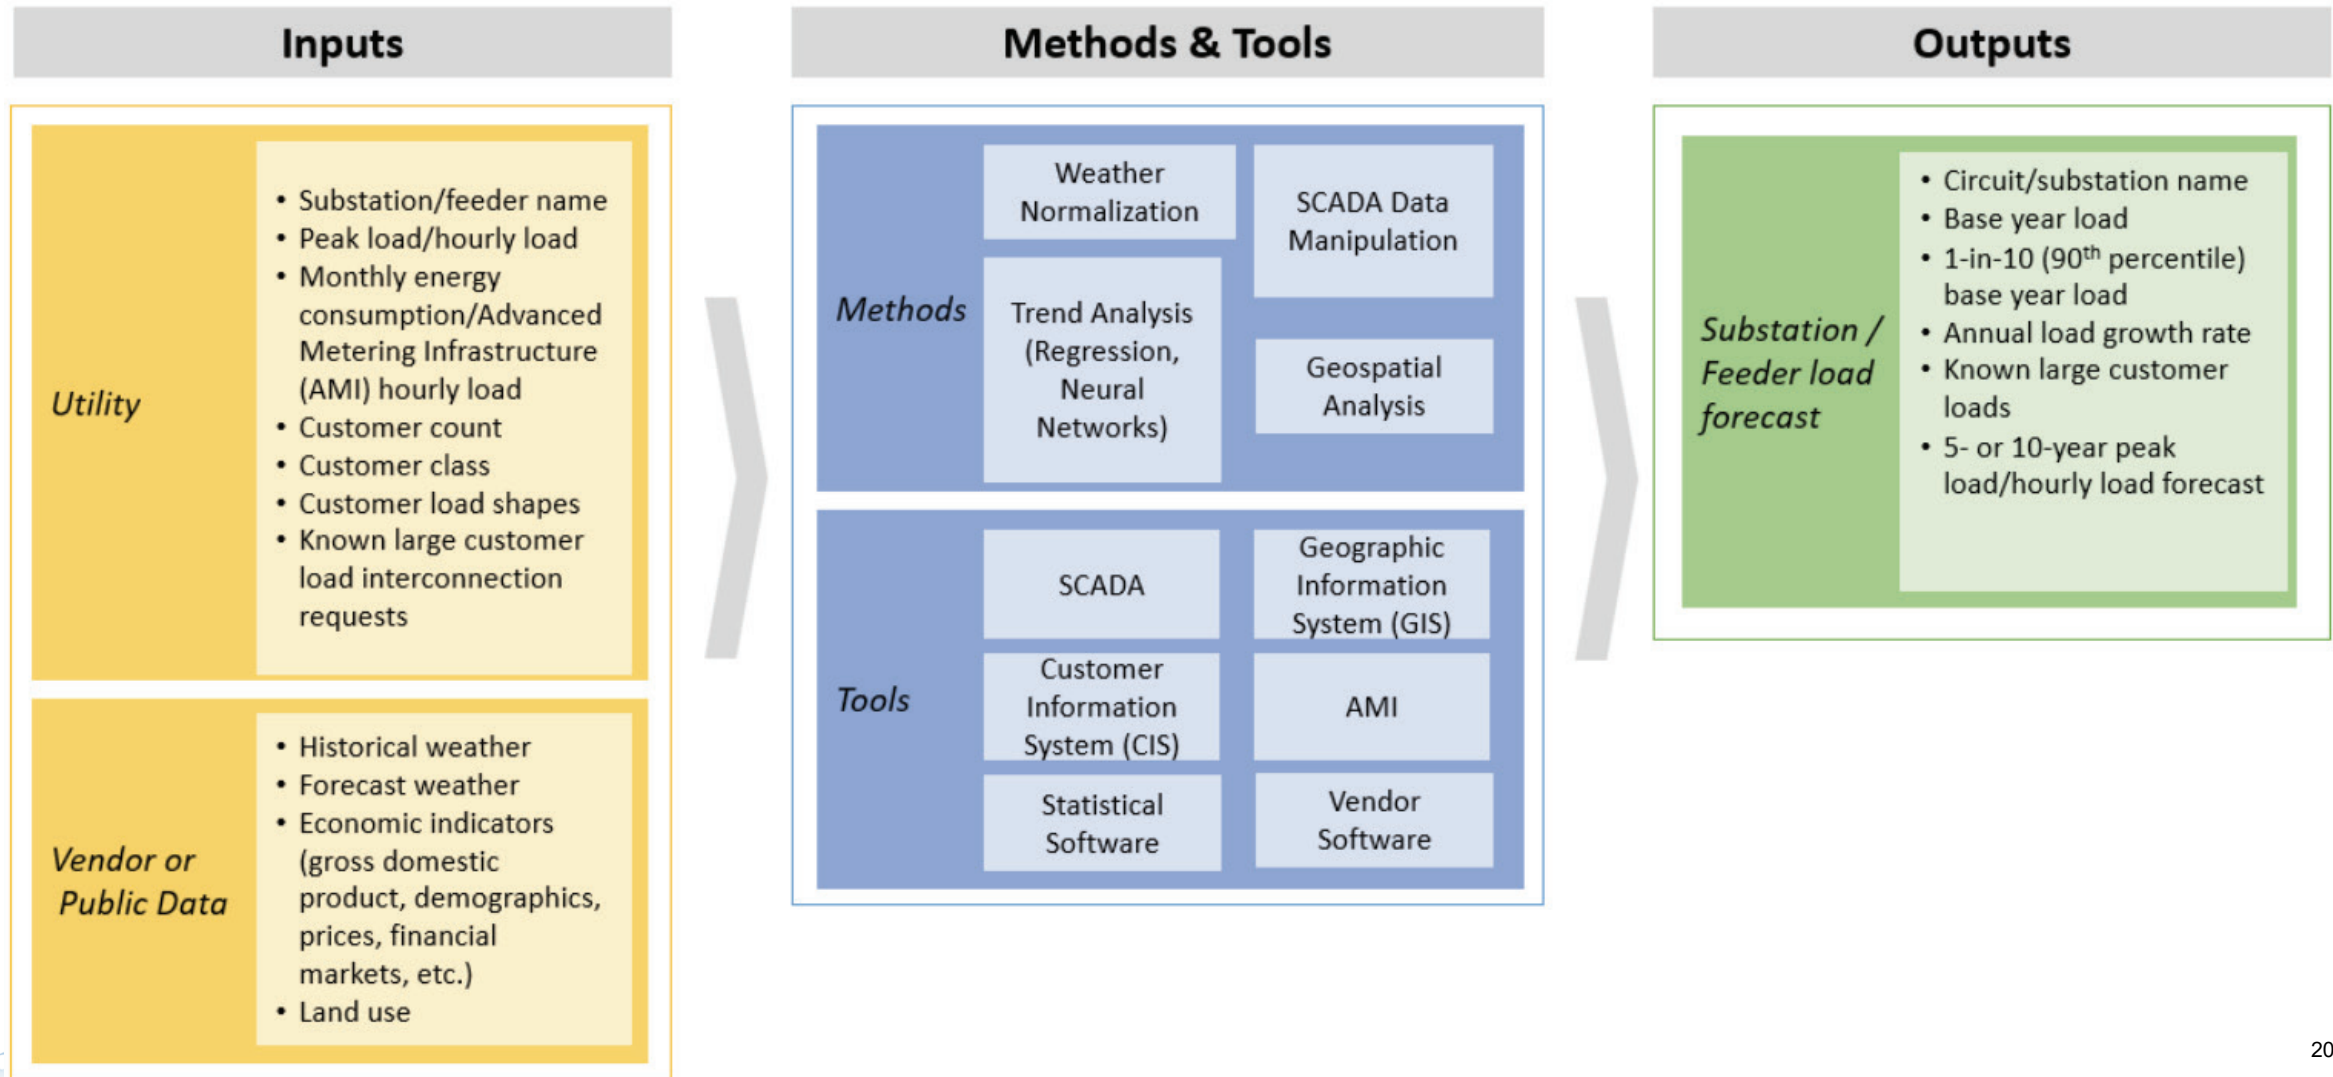 Inputs
Utility
• Substation/feeder name
• Peak load/hourly load
• Monthly energy
consumption/Advanced
Metering Infrastructure
(AMI) hourly load
• Customer count
• Customer class
• Customer load shapes
• Known large customer
load interconnection
requests
Vendor or
Public Data
• Historical weather
• Forecast weather
• Economic indicators
(gross domestic
product, demographics,
prices, financial
markets, etc.)
• Land use
Methods & Tools
Methods
Weather
Normalization
SCADA Data
Manipulation
Trend Analysis
(Regression,
Neural
Networks)
Geospatial
Analysis
Tools
SCADA
Geographic
Information
System (GIS)
Customer
Information
System (CIS)
AMI
Statistical
Software
Vendor
Software
Outputs
Substation /
Feeder load
forecast
• Circuit/substation name
• Base year load
• 1-in-10 (90th percentile)
base year load
• Annual load growth rate
• Known large customer
loads
• 5- or 10-year peak
load/hourly load forecast
20